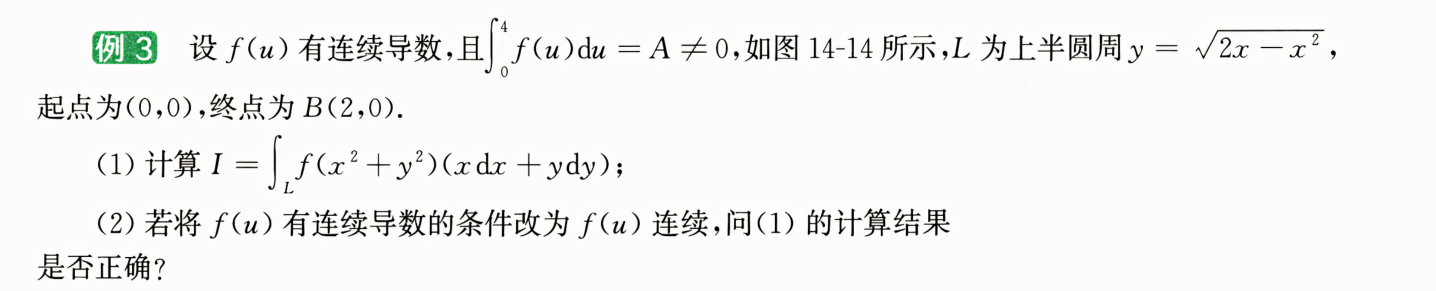 例3 设 f(u) 有连续导数,且∫₀⁴ f(u)du = A ≠ 0,如图 14-14 所示,L 为上半圆周 y = √(2x − x²),
起点为(0,0),终点为 B(2,0).
(1) 计算 I = ∫_L f(x² + y²)(xdx + ydy);
(2) 若将 f(u) 有连续导数的条件改为 f(u) 连续,问(1) 的计算结果
是否正确?